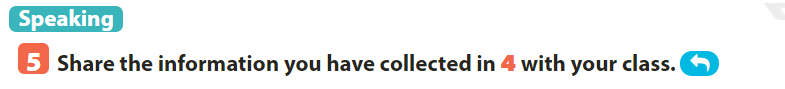 Speaking
5 Share the information you have collected in 4 with your class.